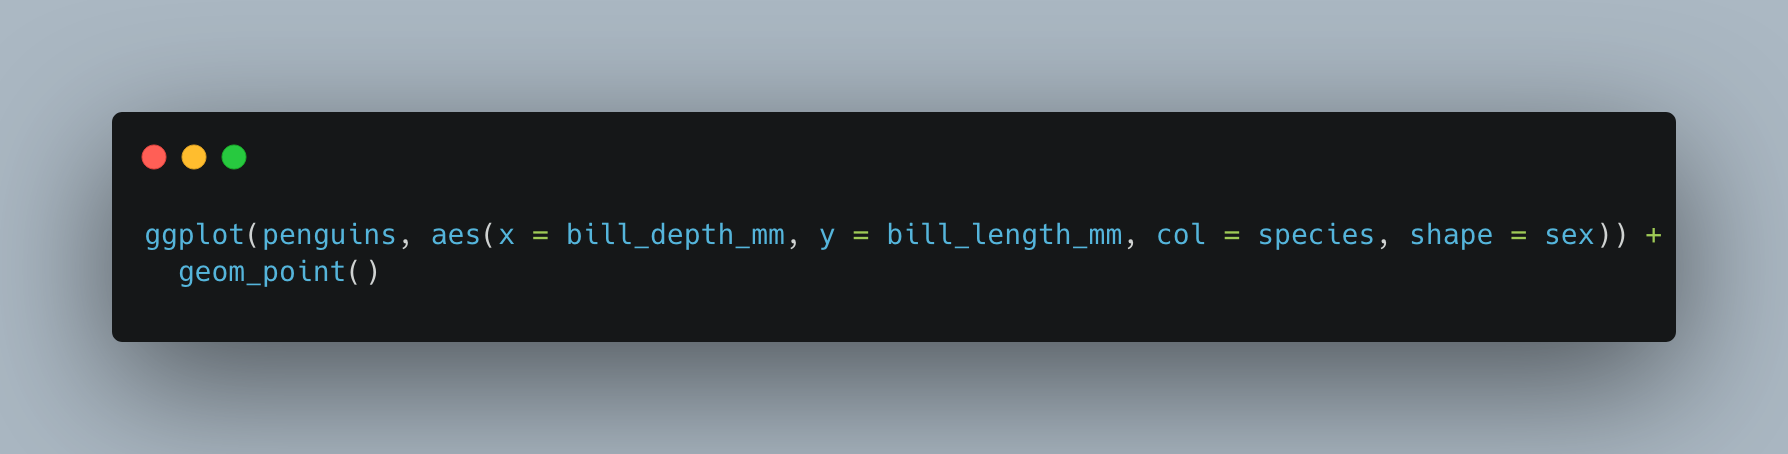 ggplot(penguins, aes(x = bill_depth_mm, y = bill_length_mm, col = species, shape = sex)) +
  geom_point()